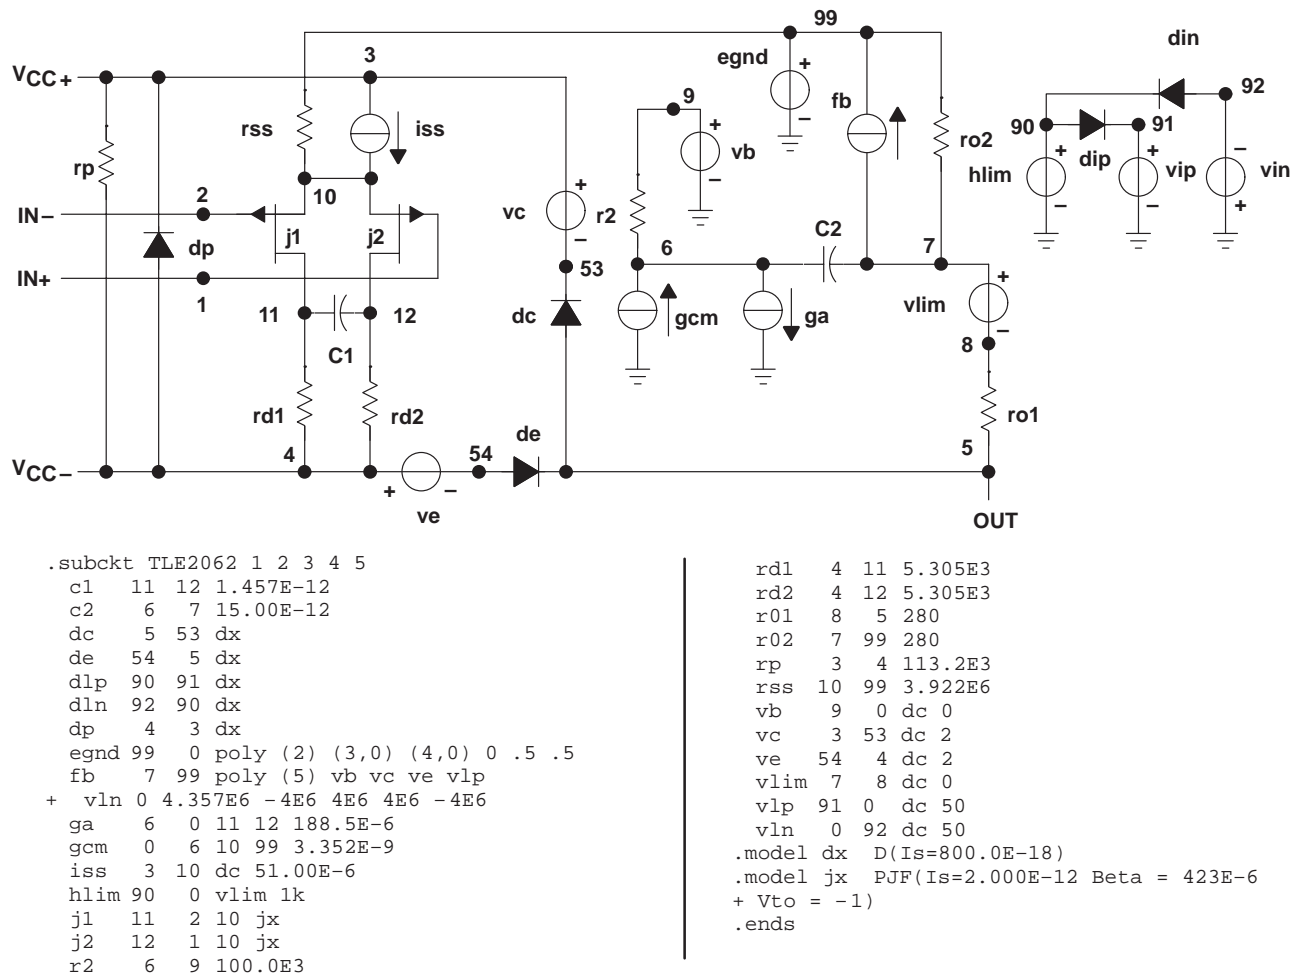 99
din
3
egnd
+
VCC+
9
+
fb
92
rss
iss
vb
ro2
90
91
rp
–
–
dip
+
+
–
2
10
+
hlim
vip
vin
IN–
vc
r2
C2
–
–
+
dp
j1
j2
–
6
7
IN+
53
+
1
gcm
ga
vlim
11
12
dc
–
C1
8
rd1
rd2
ro1
de
4
54
5
VCC–
+
–
ve
OUT
.subckt TLE2062 1 2 3 4 5
c1 11 12 1.457E–12
c2 6 7 15.00E–12
dc 5 53 dx
de 54 5 dx
dlp 90 91 dx
dln 92 90 dx
dp 4 3 dx
egnd 99 0 poly (2) (3,0) (4,0) 0 .5 .5
fb 7 99 poly (5) vb vc ve vlp
+ vln 0 4.357E6 –4E6 4E6 4E6 –4E6
ga 6 0 11 12 188.5E–6
gcm 0 6 10 99 3.352E–9
iss 3 10 dc 51.00E–6
hlim 90 0 vlim 1k
j1 11 2 10 jx
j2 12 1 10 jx
r2 6 9 100.0E3
rd1 4 11 5.305E3
rd2 4 12 5.305E3
r01 8 5 280
r02 7 99 280
rp 3 4 113.2E3
rss 10 99 3.922E6
vb 9 0 dc 0
vc 3 53 dc 2
ve 54 4 dc 2
vlim 7 8 dc 0
vlp 91 0 dc 50
vln 0 92 dc 50
.model dx D(Is=800.0E–18)
.model jx PJF(Is=2.000E–12 Beta = 423E–6
+ Vto = –1)
.ends